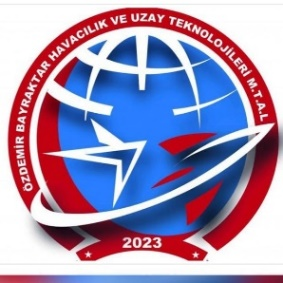 ÖZDEMİR BAYRAKTAR HAVACILIK VE UZAY TEKNOLOJİLERİ M.T.A.L
2023